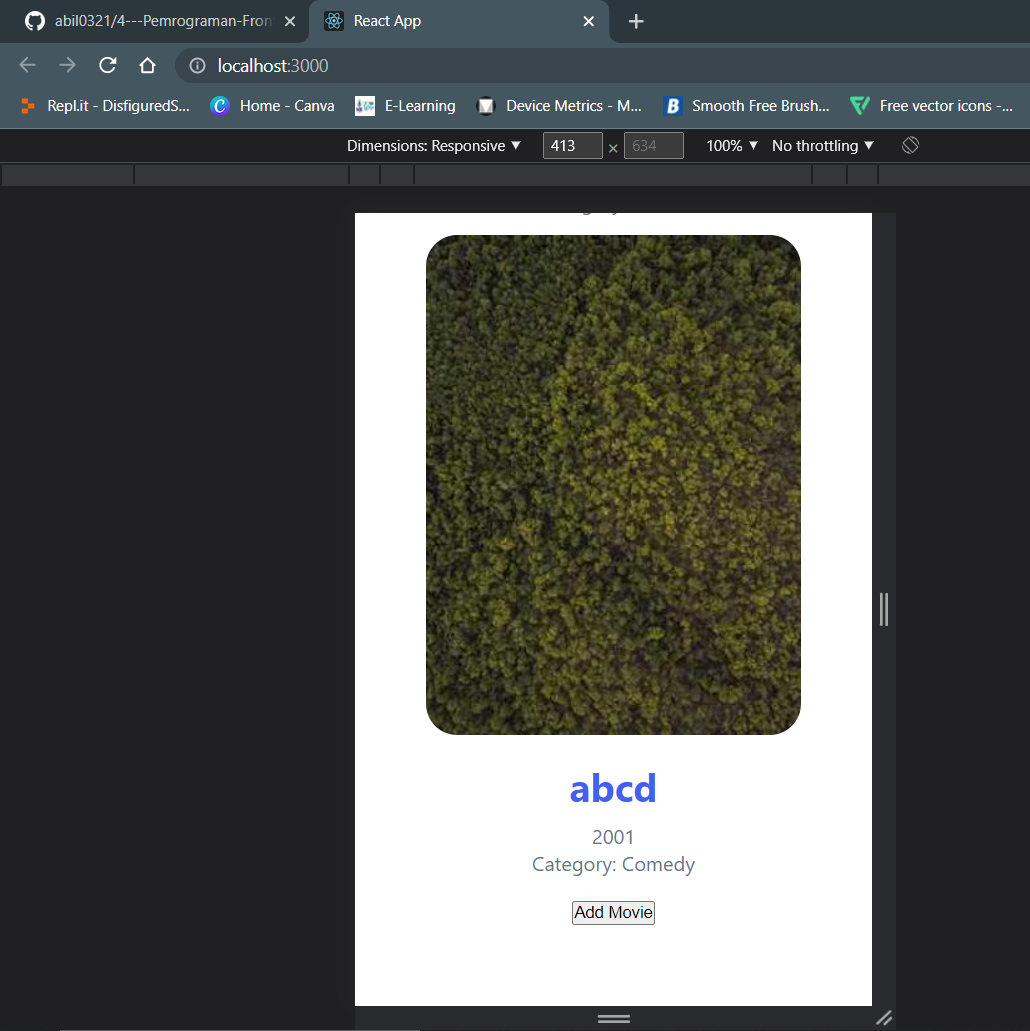 abil0321/4---Pemrograman-Fron
React App
localhost:3000
Repl.it - DisfiguredS...
Home - Canva
E-Learning
Device Metrics - M...
Smooth Free Brush...
Free vector icons -...
Dimensions: Responsive
413 × 634
100%
No throttling
abcd
2001
Category: Comedy
Add Movie